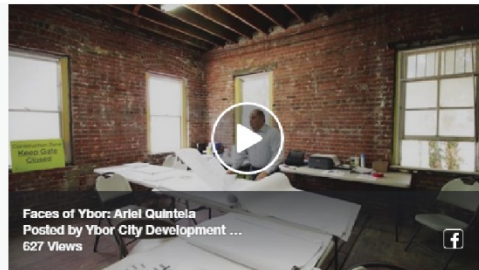 Construction Zone
Keep Gate
Closed
Faces of Ybor: Ariel Quintela
Posted by Ybor City Development ...
627 Views